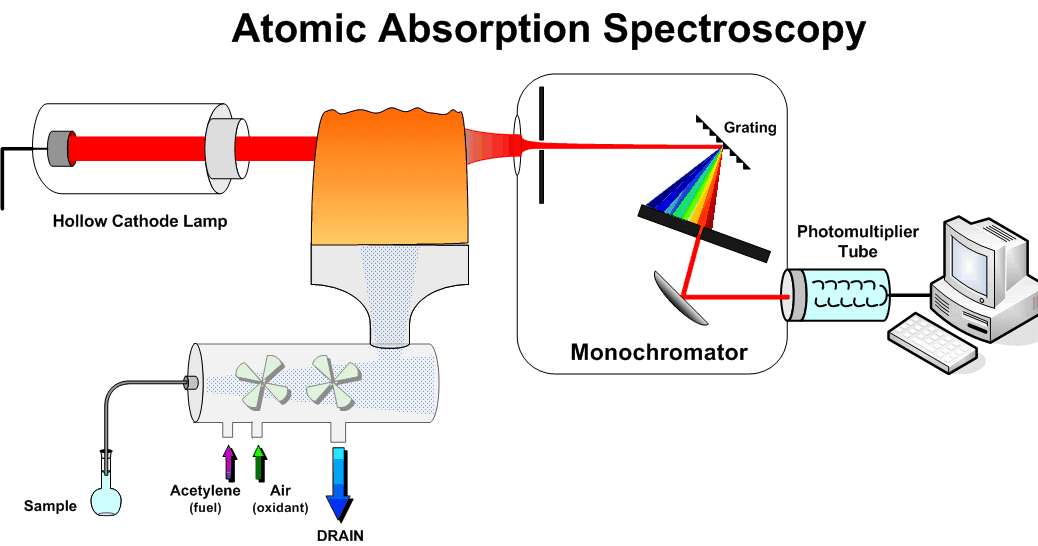 Atomic Absorption Spectroscopy
Hollow Cathode Lamp
Grating
Photomultiplier
Tube
Monochromator
Sample
Acetylene
(fuel)
Air
(oxidant)
DRAIN